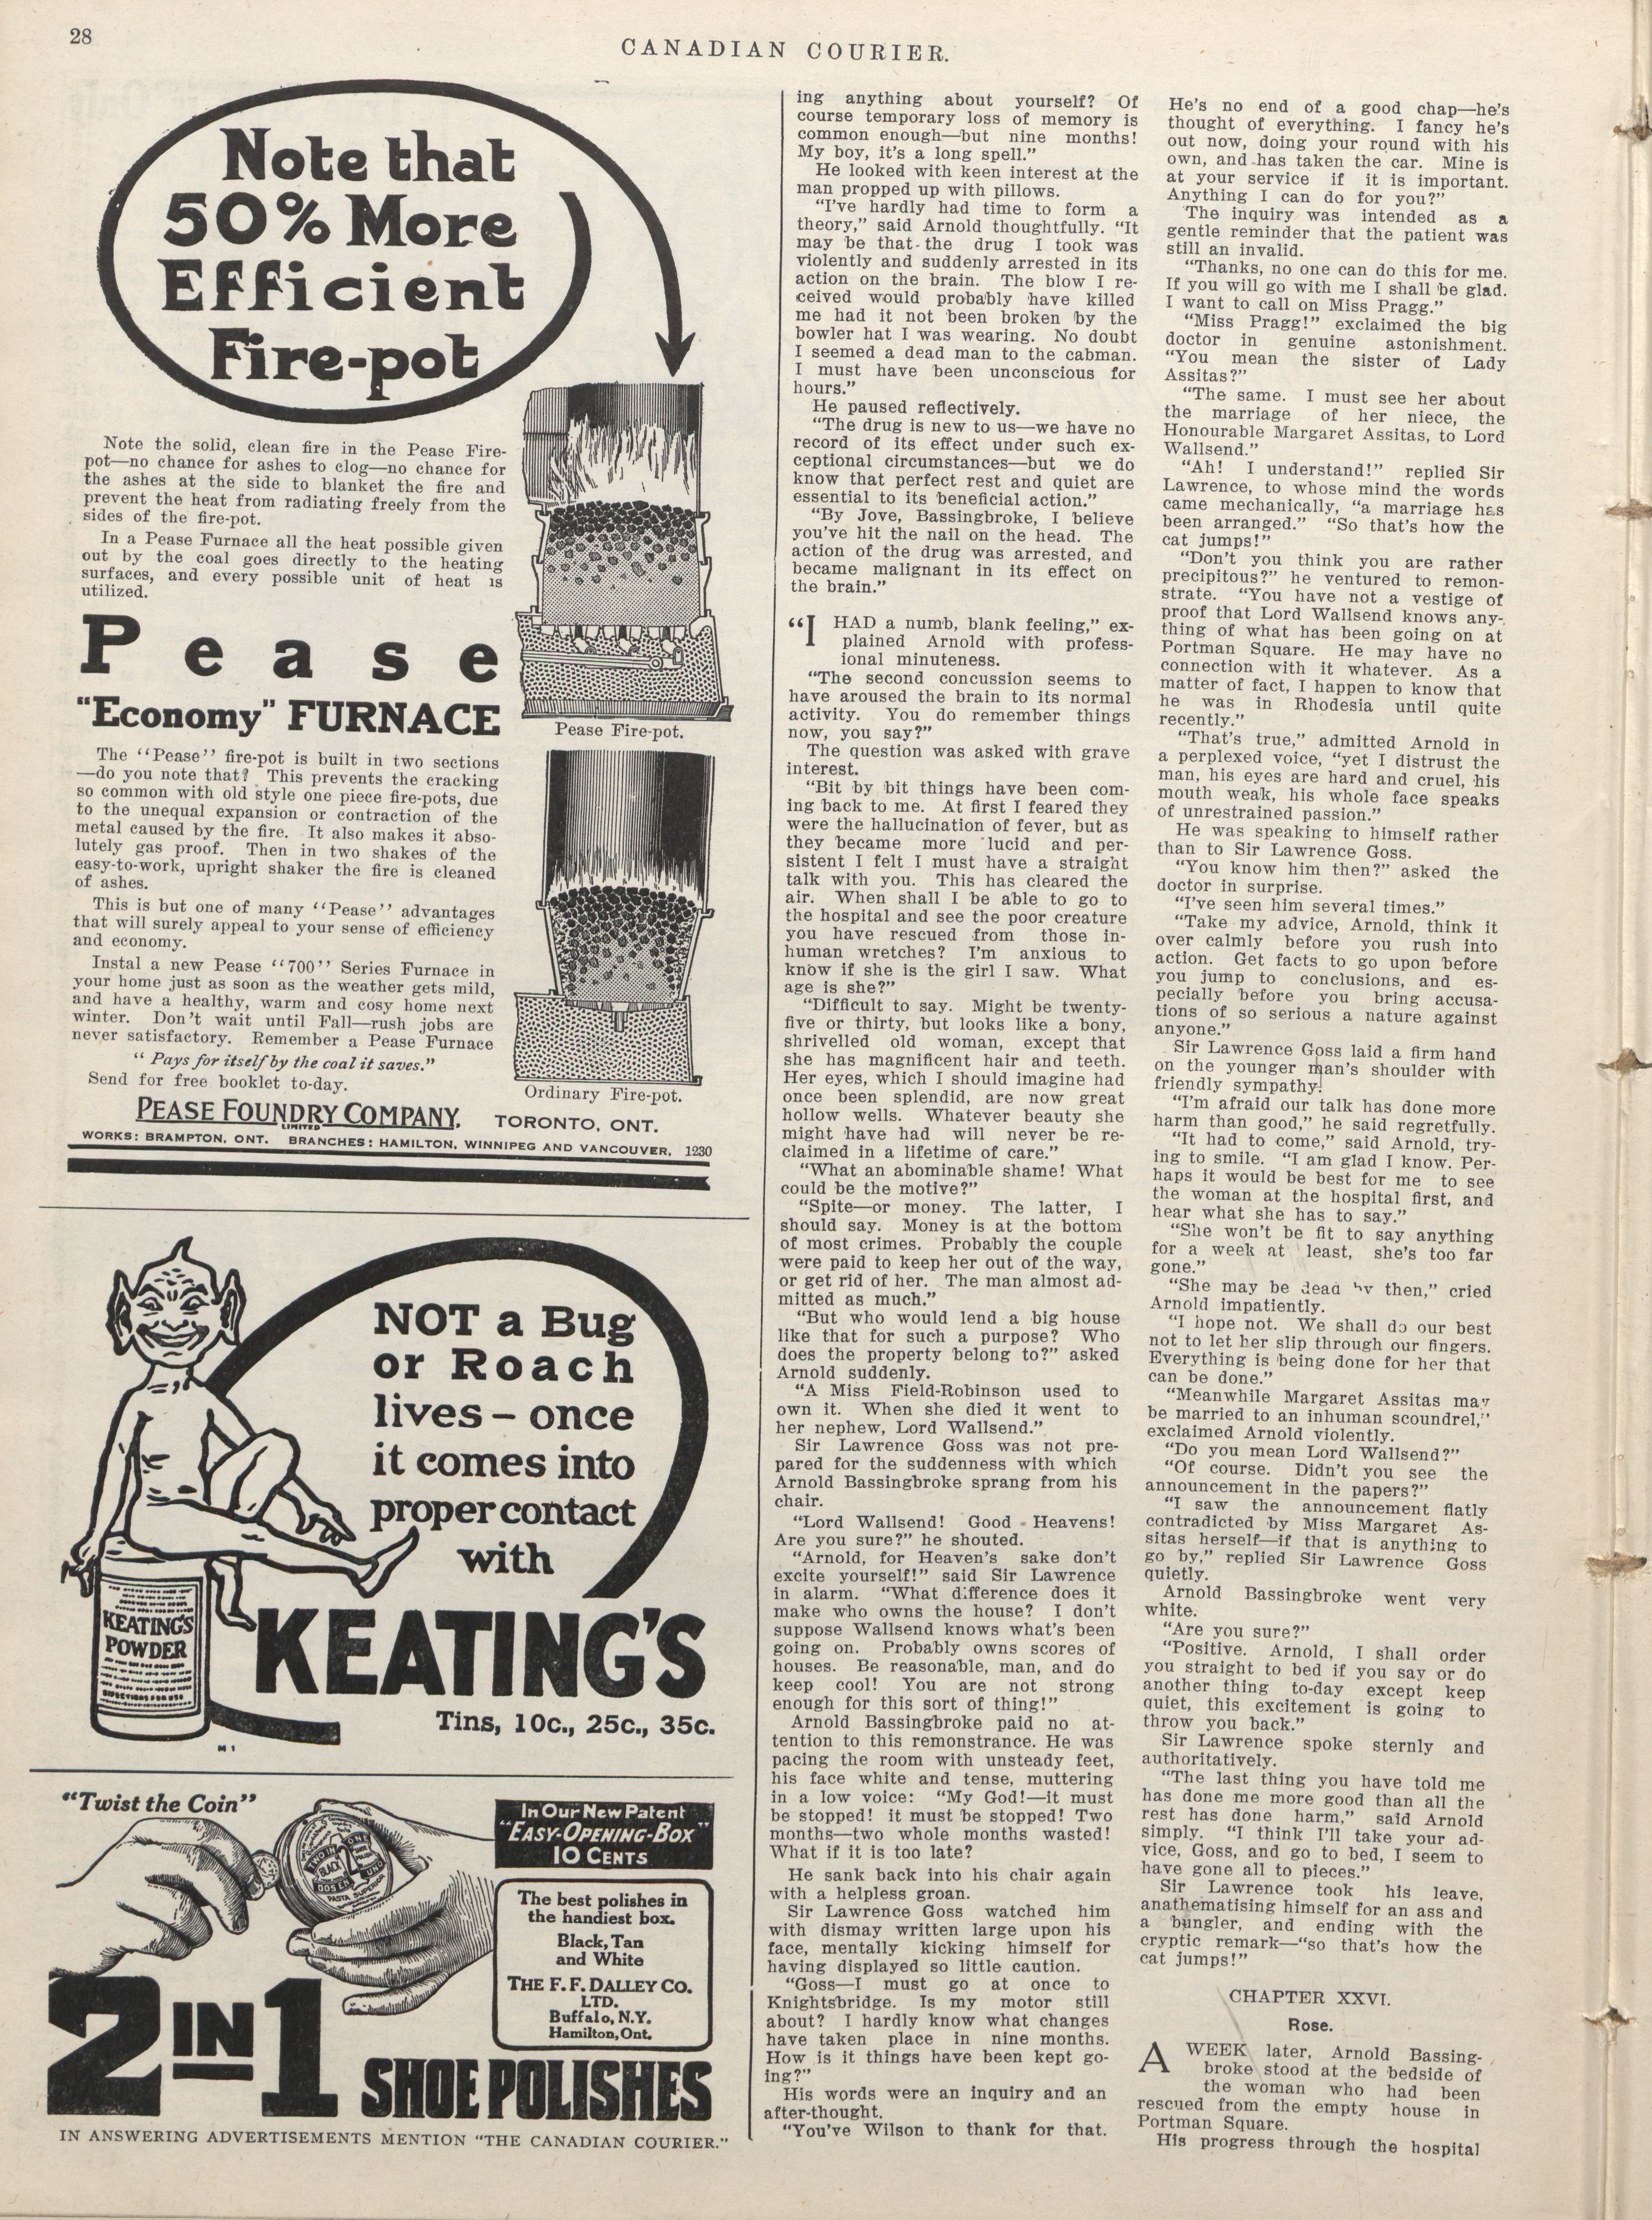 28
CANADIAN COURIER.
Note that
50% More
Efficient
Fire-pot
Note the solid, clean fire in the Pease Fire-
pot—no chance for ashes to clog—no chance for
the ashes at the side to blanket the fire and
prevent the heat from radiating freely from the
sides of the fire-pot.
In a Pease Furnace all the heat possible given
out by the coal goes directly to the heating
surfaces, and every possible unit of heat is
utilized.
Pease
"Economy" FURNACE
Pease Fire-pot.
The "Pease" fire-pot is built in two sections
—do you note that? This prevents the cracking
so common with old style one piece fire-pots, due
to the unequal expansion or contraction of the
metal caused by the fire. It also makes it abso-
lutely gas proof. Then in two shakes of the
easy-to-work, upright shaker the fire is cleaned
of ashes.
This is but one of many "Pease" advantages
that will surely appeal to your sense of efficiency
and economy.
Instal a new Pease "700" Series Furnace in
your home just as soon as the weather gets mild,
and have a healthy, warm and cosy home next
winter. Don't wait until Fall—rush jobs are
never satisfactory. Remember a Pease Furnace
"Pays for itself by the coal it saves."
Send for free booklet to-day.
Ordinary Fire-pot.
PEASE FOUNDRY COMPANY,
LIMITED
TORONTO, ONT.
WORKS: BRAMPTON, ONT. BRANCHES: HAMILTON, WINNIPEG AND VANCOUVER, 1230
NOT a Bug
or Roach
lives – once
it comes into
proper contact
with
KEATING'S
POWDER
DIRECTIONS FOR USE
KEATING'S
Tins, 10c., 25c., 35c.
M 1
"Twist the Coin"
TWO IN ONE
BLACK
DOS EN UNO
PASTA SUPERIOR
In Our New Patent
"EASY-OPENING-BOX"
10 CENTS
The best polishes in
the handiest box.
Black, Tan
and White
THE F. F. DALLEY CO.
LTD.
Buffalo, N.Y.
Hamilton, Ont.
2 IN 1
SHOE POLISHES
IN ANSWERING ADVERTISEMENTS MENTION "THE CANADIAN COURIER."
ing anything about yourself? Of
course temporary loss of memory is
common enough—but nine months!
My boy, it's a long spell."
He looked with keen interest at the
man propped up with pillows.
"I've hardly had time to form a
theory," said Arnold thoughtfully. "It
may be that the drug I took was
violently and suddenly arrested in its
action on the brain. The blow I re-
ceived would probably have killed
me had it not been broken by the
bowler hat I was wearing. No doubt
I seemed a dead man to the cabman.
I must have been unconscious for
hours."
He paused reflectively.
"The drug is new to us—we have no
record of its effect under such ex-
ceptional circumstances—but we do
know that perfect rest and quiet are
essential to its beneficial action."
"By Jove, Bassingbroke, I believe
you've hit the nail on the head. The
action of the drug was arrested, and
became malignant in its effect on
the brain."
"I HAD a numb, blank feeling," ex-
plained Arnold with profess-
ional minuteness.
"The second concussion seems to
have aroused the brain to its normal
activity. You do remember things
now, you say?"
The question was asked with grave
interest.
"Bit by bit things have been com-
ing back to me. At first I feared they
were the hallucination of fever, but as
they became more lucid and per-
sistent I felt I must have a straight
talk with you. This has cleared the
air. When shall I be able to go to
the hospital and see the poor creature
you have rescued from those in-
human wretches? I'm anxious to
know if she is the girl I saw. What
age is she?"
"Difficult to say. Might be twenty-
five or thirty, but looks like a bony,
shrivelled old woman, except that
she has magnificent hair and teeth.
Her eyes, which I should imagine had
once been splendid, are now great
hollow wells. Whatever beauty she
might have had will never be re-
claimed in a lifetime of care."
"What an abominable shame! What
could be the motive?"
"Spite—or money. The latter, I
should say. Money is at the bottom
of most crimes. Probably the couple
were paid to keep her out of the way,
or get rid of her. The man almost ad-
mitted as much."
"But who would lend a big house
like that for such a purpose? Who
does the property belong to?" asked
Arnold suddenly.
"A Miss Field-Robinson used to
own it. When she died it went to
her nephew, Lord Wallsend."
Sir Lawrence Goss was not pre-
pared for the suddenness with which
Arnold Bassingbroke sprang from his
chair.
"Lord Wallsend! Good Heavens!
Are you sure?" he shouted.
"Arnold, for Heaven's sake don't
excite yourself!" said Sir Lawrence
in alarm. "What difference does it
make who owns the house? I don't
suppose Wallsend knows what's been
going on. Probably owns scores of
houses. Be reasonable, man, and do
keep cool! You are not strong
enough for this sort of thing!"
Arnold Bassingbroke paid no at-
tention to this remonstrance. He was
pacing the room with unsteady feet,
his face white and tense, muttering
in a low voice: "My God!—it must
be stopped! it must be stopped! Two
months—two whole months wasted!
What if it is too late?
He sank back into his chair again
with a helpless groan.
Sir Lawrence Goss watched him
with dismay written large upon his
face, mentally kicking himself for
having displayed so little caution.
"Goss—I must go at once to
Knightsbridge. Is my motor still
about? I hardly know what changes
have taken place in nine months.
How is it things have been kept go-
ing?"
His words were an inquiry and an
after-thought.
"You've Wilson to thank for that.
He's no end of a good chap—he's
thought of everything. I fancy he's
out now, doing your round with his
own, and has taken the car. Mine is
at your service if it is important.
Anything I can do for you?"
The inquiry was intended as a
gentle reminder that the patient was
still an invalid.
"Thanks, no one can do this for me.
If you will go with me I shall be glad.
I want to call on Miss Pragg."
"Miss Pragg!" exclaimed the big
doctor in genuine astonishment.
"You mean the sister of Lady
Assitas?"
"The same. I must see her about
the marriage of her niece, the
Honourable Margaret Assitas, to Lord
Wallsend."
"Ah! I understand!" replied Sir
Lawrence, to whose mind the words
came mechanically, "a marriage has
been arranged." "So that's how the
cat jumps!"
"Don't you think you are rather
precipitous?" he ventured to remon-
strate. "You have not a vestige of
proof that Lord Wallsend knows any-
thing of what has been going on at
Portman Square. He may have no
connection with it whatever. As a
matter of fact, I happen to know that
he was in Rhodesia until quite
recently."
"That's true," admitted Arnold in
a perplexed voice, "yet I distrust the
man, his eyes are hard and cruel, his
mouth weak, his whole face speaks
of unrestrained passion."
He was speaking to himself rather
than to Sir Lawrence Goss.
"You know him then?" asked the
doctor in surprise.
"I've seen him several times."
"Take my advice, Arnold, think it
over calmly before you rush into
action. Get facts to go upon before
you jump to conclusions, and es-
pecially before you bring accusa-
tions of so serious a nature against
anyone."
Sir Lawrence Goss laid a firm hand
on the younger man's shoulder with
friendly sympathy.
"I'm afraid our talk has done more
harm than good," he said regretfully.
"It had to come," said Arnold, try-
ing to smile. "I am glad I know. Per-
haps it would be best for me to see
the woman at the hospital first, and
hear what she has to say."
"She won't be fit to say anything
for a week at least, she's too far
gone."
"She may be dead by then," cried
Arnold impatiently.
"I hope not. We shall do our best
not to let her slip through our fingers.
Everything is being done for her that
can be done."
"Meanwhile Margaret Assitas may
be married to an inhuman scoundrel,"
exclaimed Arnold violently.
"Do you mean Lord Wallsend?"
"Of course. Didn't you see the
announcement in the papers?"
"I saw the announcement flatly
contradicted by Miss Margaret As-
sitas herself—if that is anything to
go by," replied Sir Lawrence Goss
quietly.
Arnold Bassingbroke went very
white.
"Are you sure?"
"Positive. Arnold, I shall order
you straight to bed if you say or do
another thing to-day except keep
quiet, this excitement is going to
throw you back."
Sir Lawrence spoke sternly and
authoritatively.
"The last thing you have told me
has done me more good than all the
rest has done harm," said Arnold
simply. "I think I'll take your ad-
vice, Goss, and go to bed, I seem to
have gone all to pieces."
Sir Lawrence took his leave,
anathematising himself for an ass and
a bungler, and ending with the
cryptic remark—"so that's how the
cat jumps!"
CHAPTER XXVI.
Rose.
A WEEK later, Arnold Bassing-
broke stood at the bedside of
the woman who had been
rescued from the empty house in
Portman Square.
His progress through the hospital